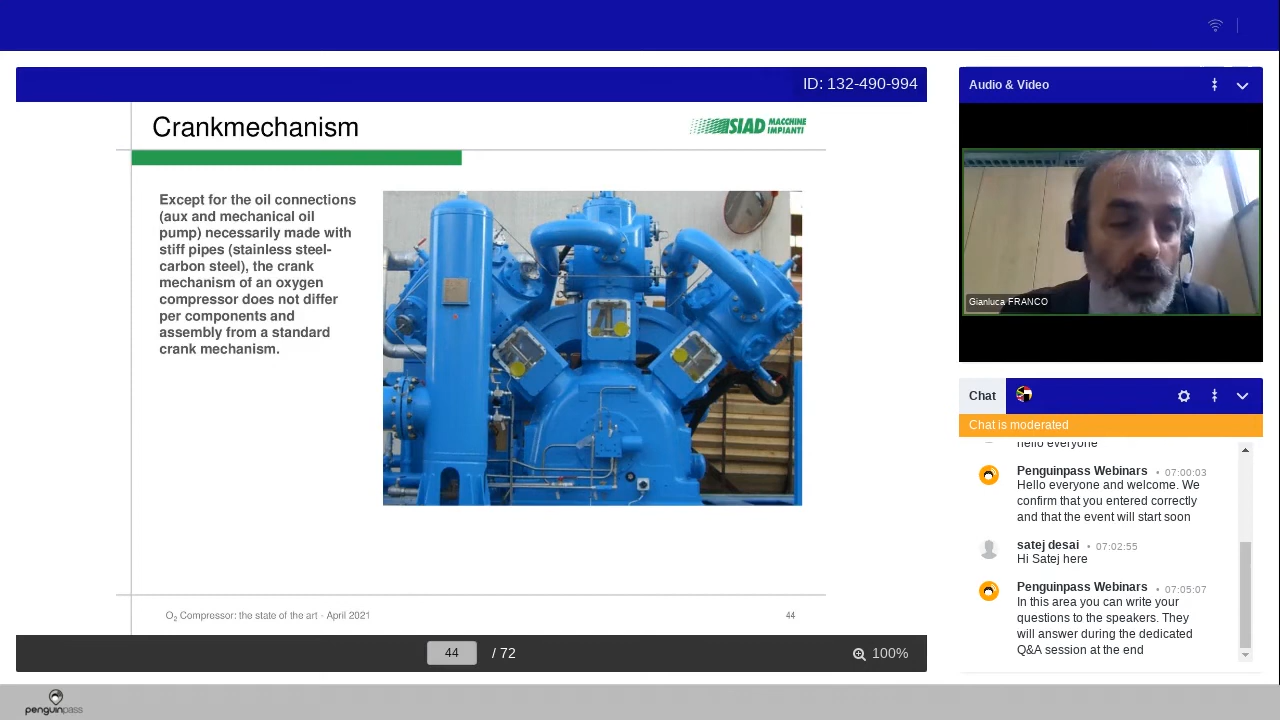 ID: 132-490-994
Crankmechanism
SIAD MACCHINE
IMPIANTI
Except for the oil connections
(aux and mechanical oil
pump) necessarily made with
stiff pipes (stainless steel-
carbon steel), the crank
mechanism of an oxygen
compressor does not differ
per components and
assembly from a standard
crank mechanism.
O2 Compressor: the state of the art - April 2021
44
44 / 72
100%
Audio & Video
Gianluca FRANCO
Chat
Chat is moderated
hello everyone
Penguinpass Webinars • 07:00:03
Hello everyone and welcome. We
confirm that you entered correctly
and that the event will start soon
satej desai • 07:02:55
Hi Satej here
Penguinpass Webinars • 07:05:07
In this area you can write your
questions to the speakers. They
will answer during the dedicated
Q&A session at the end
penguinpass